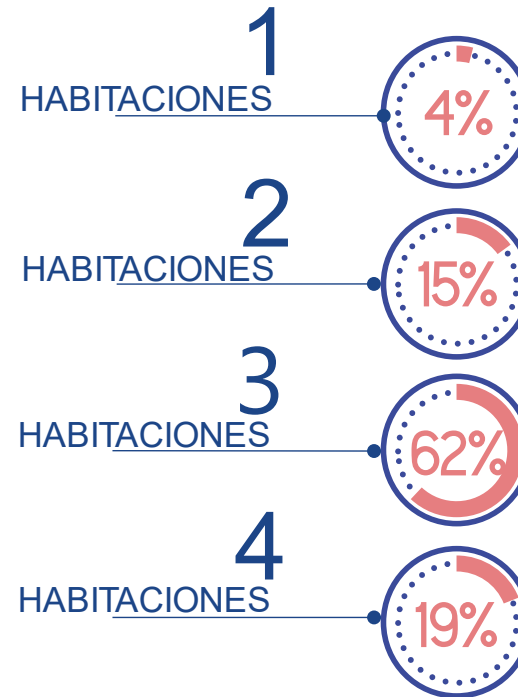 1
HABITACIONES
4%
2
HABITACIONES
15%
3
HABITACIONES
62%
4
HABITACIONES
19%